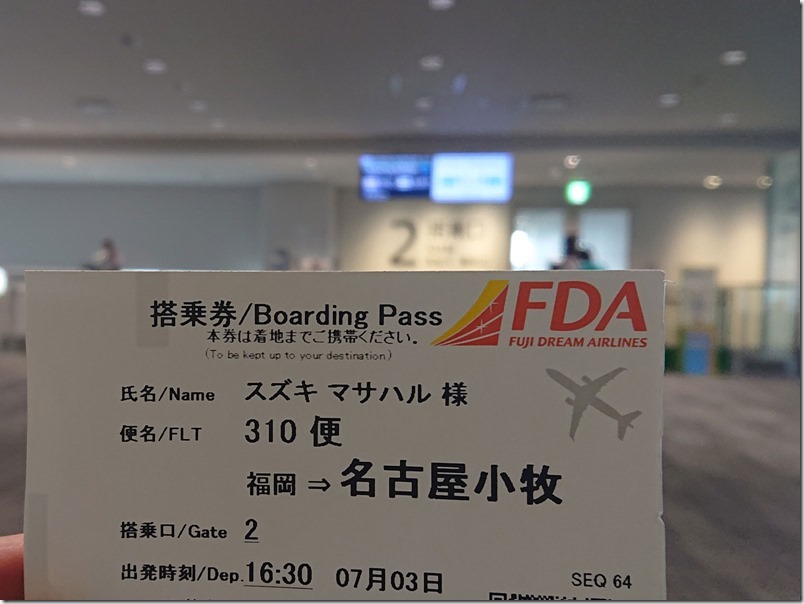 2
搭乗券/Boarding Pass
FDA
FUJI DREAM AIRLINES
本券は着地までご携帯ください。
(To be kept up to your destination.)
氏名/Name スズキ マサハル 様
便名/FLT 310 便
福岡 ⇒ 名古屋小牧
搭乗口/Gate 2
出発時刻/Dep. 16:30 07月03日
SEQ 64